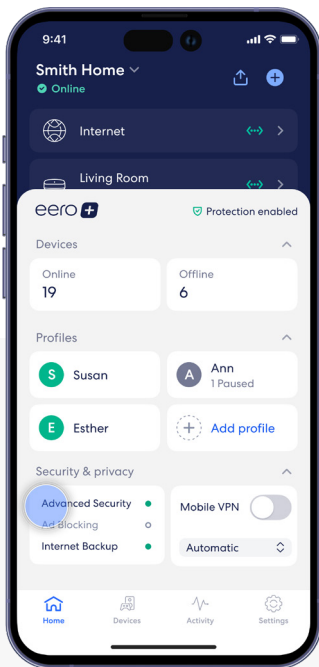 9:41
Smith Home
Online
Internet
Living Room
eero+
Protection enabled
Devices
Online
19
Offline
6
Profiles
S
Susan
A
Ann
1 Paused
E
Esther
Add profile
Security & privacy
Advanced Security
Ad Blocking
Internet Backup
Mobile VPN
Automatic
Home
Devices
Activity
Settings